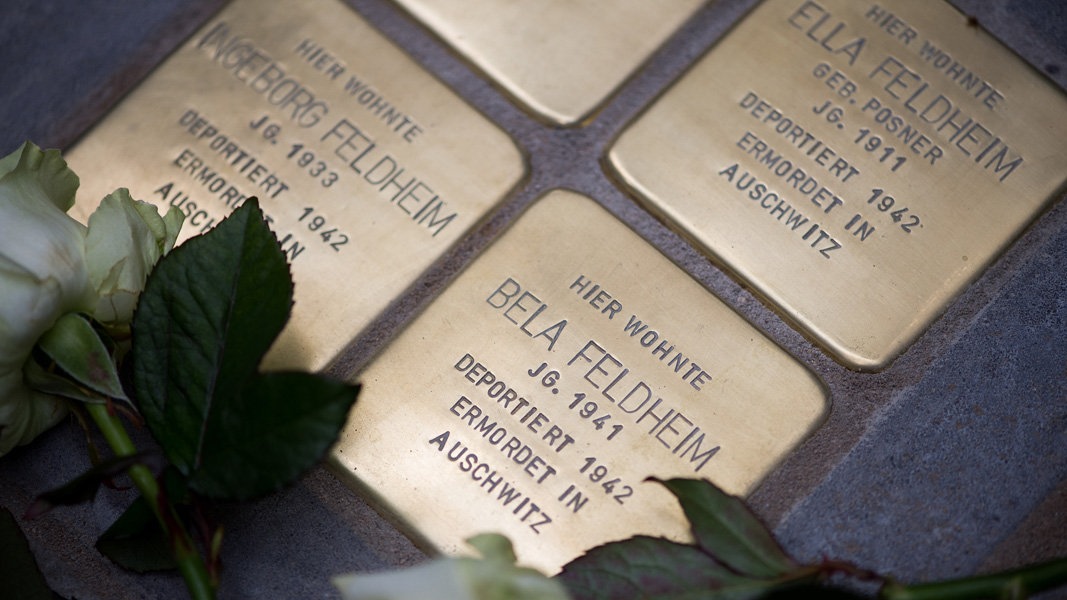 HIER WOHNTE
INGEBORG FELDHEIM
JG. 1933
DEPORTIERT 1942
ERMORDET IN
HIER WOHNTE
ELLA FELDHEIM
GEB. POSNER
JG. 1911
DEPORTIERT 1942
ERMORDET IN
AUSCHWITZ
HIER WOHNTE
BELA FELDHEIM
JG. 1941
DEPORTIERT 1942
ERMORDET IN
AUSCHWITZ